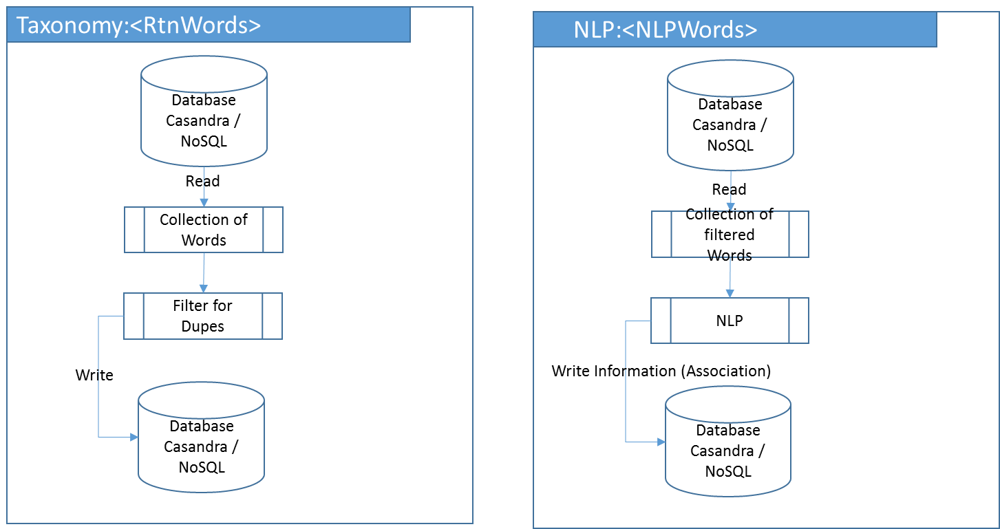 Taxonomy:<RtnWords>
Database
Casandra /
NoSQL
Read
Collection of
Words
Filter for
Dupes
Write
Database
Casandra /
NoSQL
NLP:<NLPWords>
Database
Casandra /
NoSQL
Read
Collection of
filtered
Words
NLP
Write Information (Association)
Database
Casandra /
NoSQL